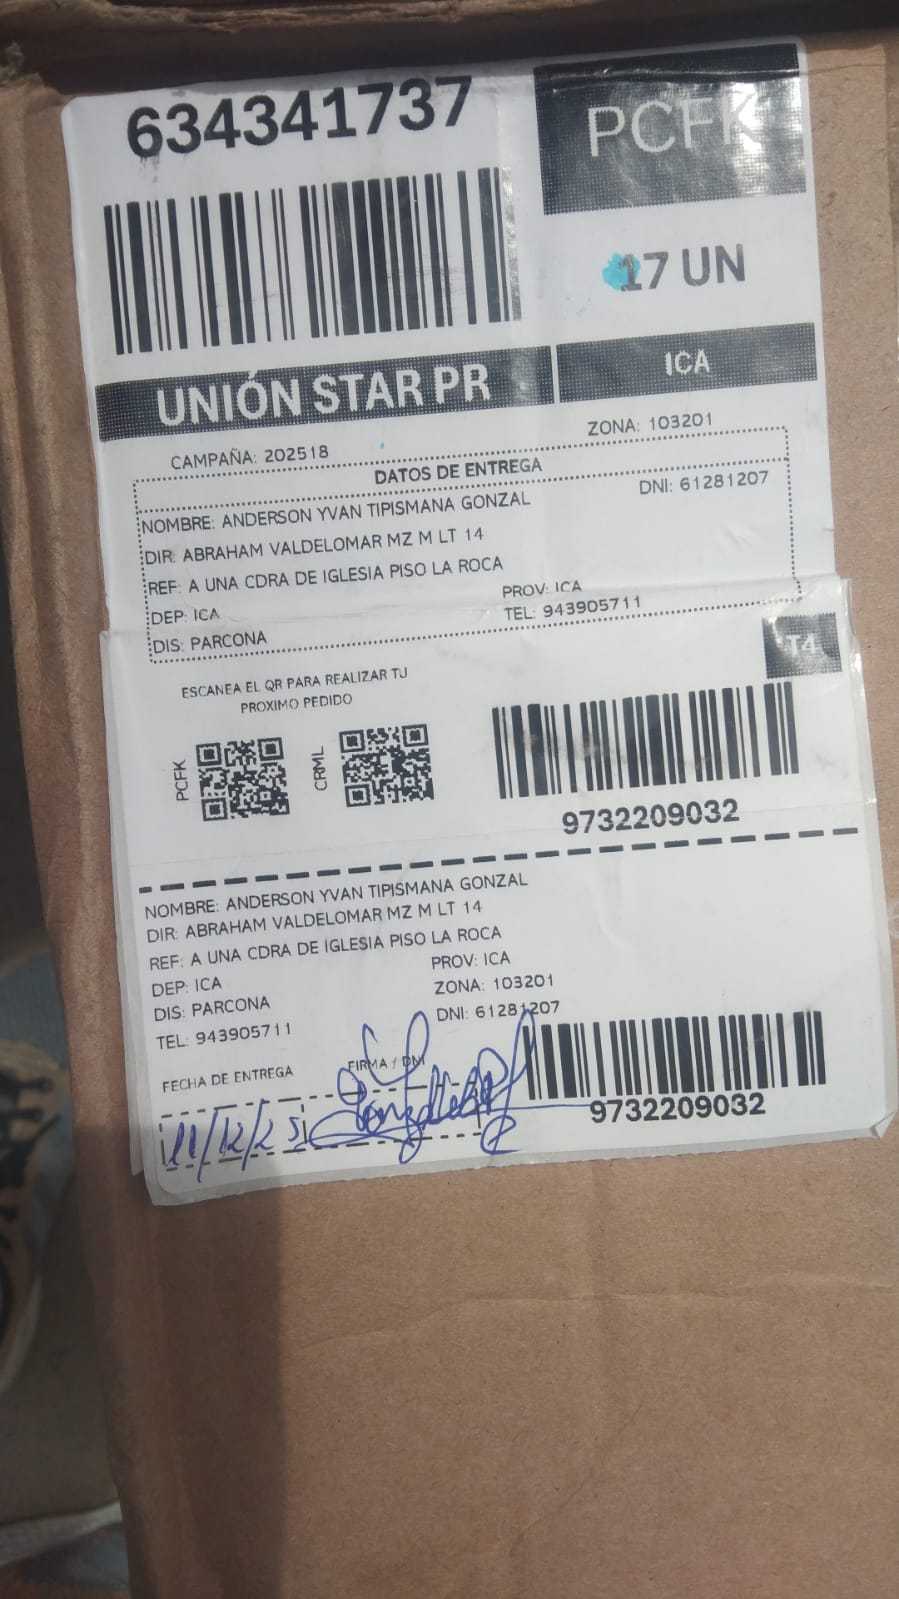 634341737
PCFK
17 UN
UNIÓN STAR PR
ICA
CAMPAÑA: 202518
ZONA: 103201
DATOS DE ENTREGA
NOMBRE: ANDERSON YVAN TIPISMANA GONZAL
DNI: 61281207
DIR: ABRAHAM VALDELOMAR MZ M LT 14
REF: A UNA CDRA DE IGLESIA PISO LA ROCA
DEP: ICA
PROV: ICA
DIS: PARCONA
TEL: 943905711
T4
ESCANEA EL QR PARA REALIZAR TU
PROXIMO PEDIDO
PCFK
CRML
9732209032
NOMBRE: ANDERSON YVAN TIPISMANA GONZAL
DIR: ABRAHAM VALDELOMAR MZ M LT 14
REF: A UNA CDRA DE IGLESIA PISO LA ROCA
DEP: ICA
PROV: ICA
DIS: PARCONA
ZONA: 103201
TEL: 943905711
DNI: 61281207
FECHA DE ENTREGA
FIRMA / DNI
11/12/25
9732209032